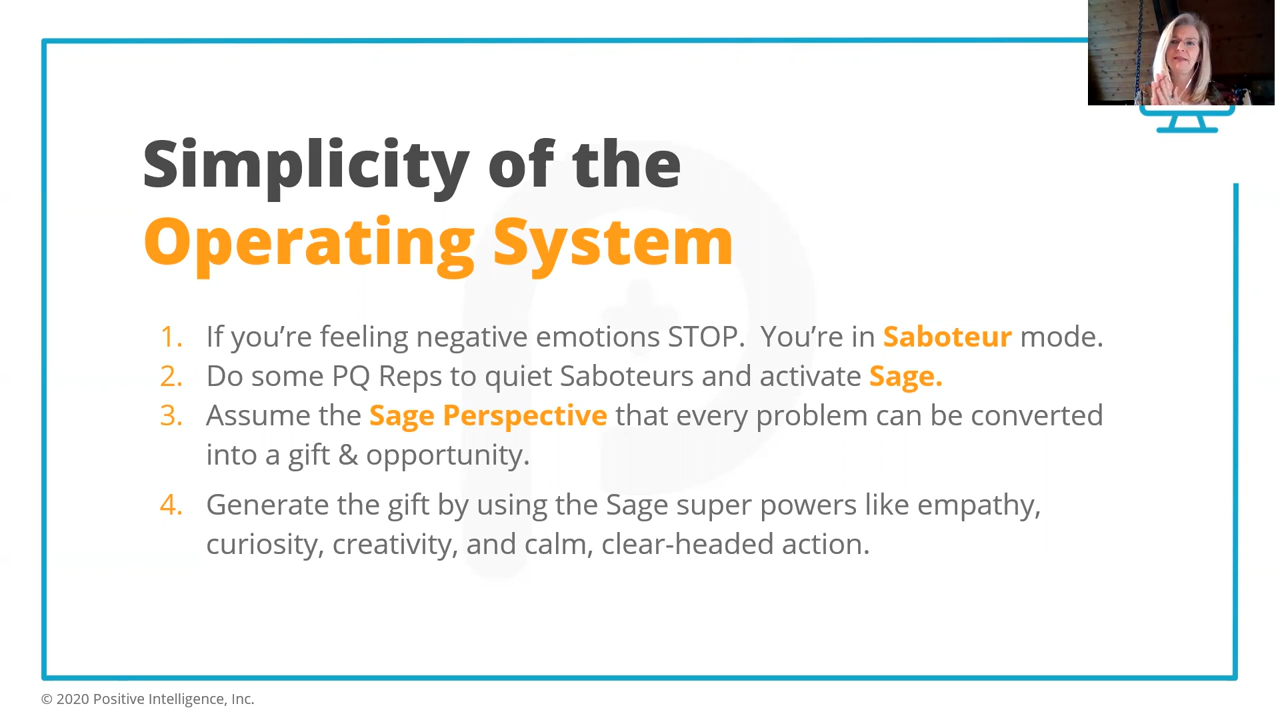 Simplicity of the
Operating System
1. If you’re feeling negative emotions STOP.  You’re in Saboteur mode.
2. Do some PQ Reps to quiet Saboteurs and activate Sage.
3. Assume the Sage Perspective that every problem can be converted
into a gift & opportunity.
4. Generate the gift by using the Sage super powers like empathy,
curiosity, creativity, and calm, clear-headed action.
© 2020 Positive Intelligence, Inc.